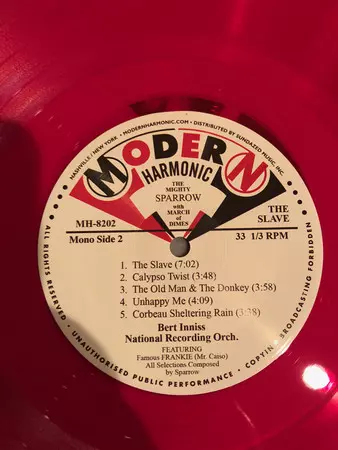 NASHVILLE / NEW YORK • MODERNHARMONIC.COM • DISTRIBUTED BY SUNDAZED MUSIC, INC.
MODERN
HARMONIC
THE
MIGHTY
SPARROW
with
MARCH
of
DIMES
MH-8202
Mono Side 2
THE
SLAVE
33 1/3 RPM
1. The Slave (7:02)
2. Calypso Twist (3:48)
3. The Old Man & The Donkey (3:58)
4. Unhappy Me (4:09)
5. Corbeau Sheltering Rain (3:38)
Bert Inniss
National Recording Orch.
FEATURING
Famous FRANKIE (Mr. Casso)
All Selections Composed
by Sparrow
ALL RIGHTS RESERVED. UNAUTHORISED PUBLIC PERFORMANCE. • COPYIN BROADCASTING FORBIDDEN